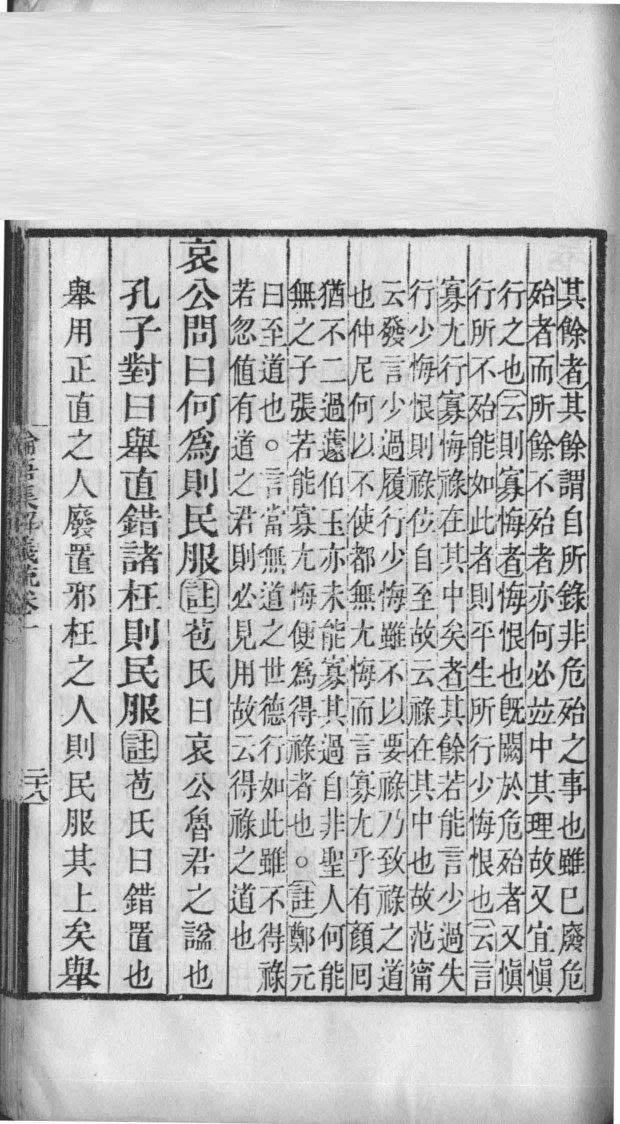 其餘者其餘謂自所錄非危殆之事也雖已廢危
殆者而所餘不殆者亦何必竝中其理故又宜愼
行之也云則寡悔者悔恨也旣闕於危殆者又愼
行所不殆能如此者則平生所行少悔恨也云言
寡尢行寡悔祿在其中矣者其餘若能言少過失
行少悔恨則祿位自至故云祿在其中也故范甯
云發言少過履行少悔雖不以要祿乃致祿之道
也仲尼何以不使都無尢悔而言寡尢乎有顏囘
猶不二過蘧伯玉亦未能寡其過自非聖人何能
無之子張若能寡尢悔便爲得祿者也。註鄭元
曰至道也。言當無道之世德行如此雖不得祿
若忽值有道之君則必見用故云得祿之道也
哀公問曰何爲則民服註苞氏曰哀公魯君之諡也
孔子對曰舉直錯諸枉則民服註苞氏曰錯置也
舉用正直之人廢置邪枉之人則民服其上矣舉
論語集解義疏卷一
二十八